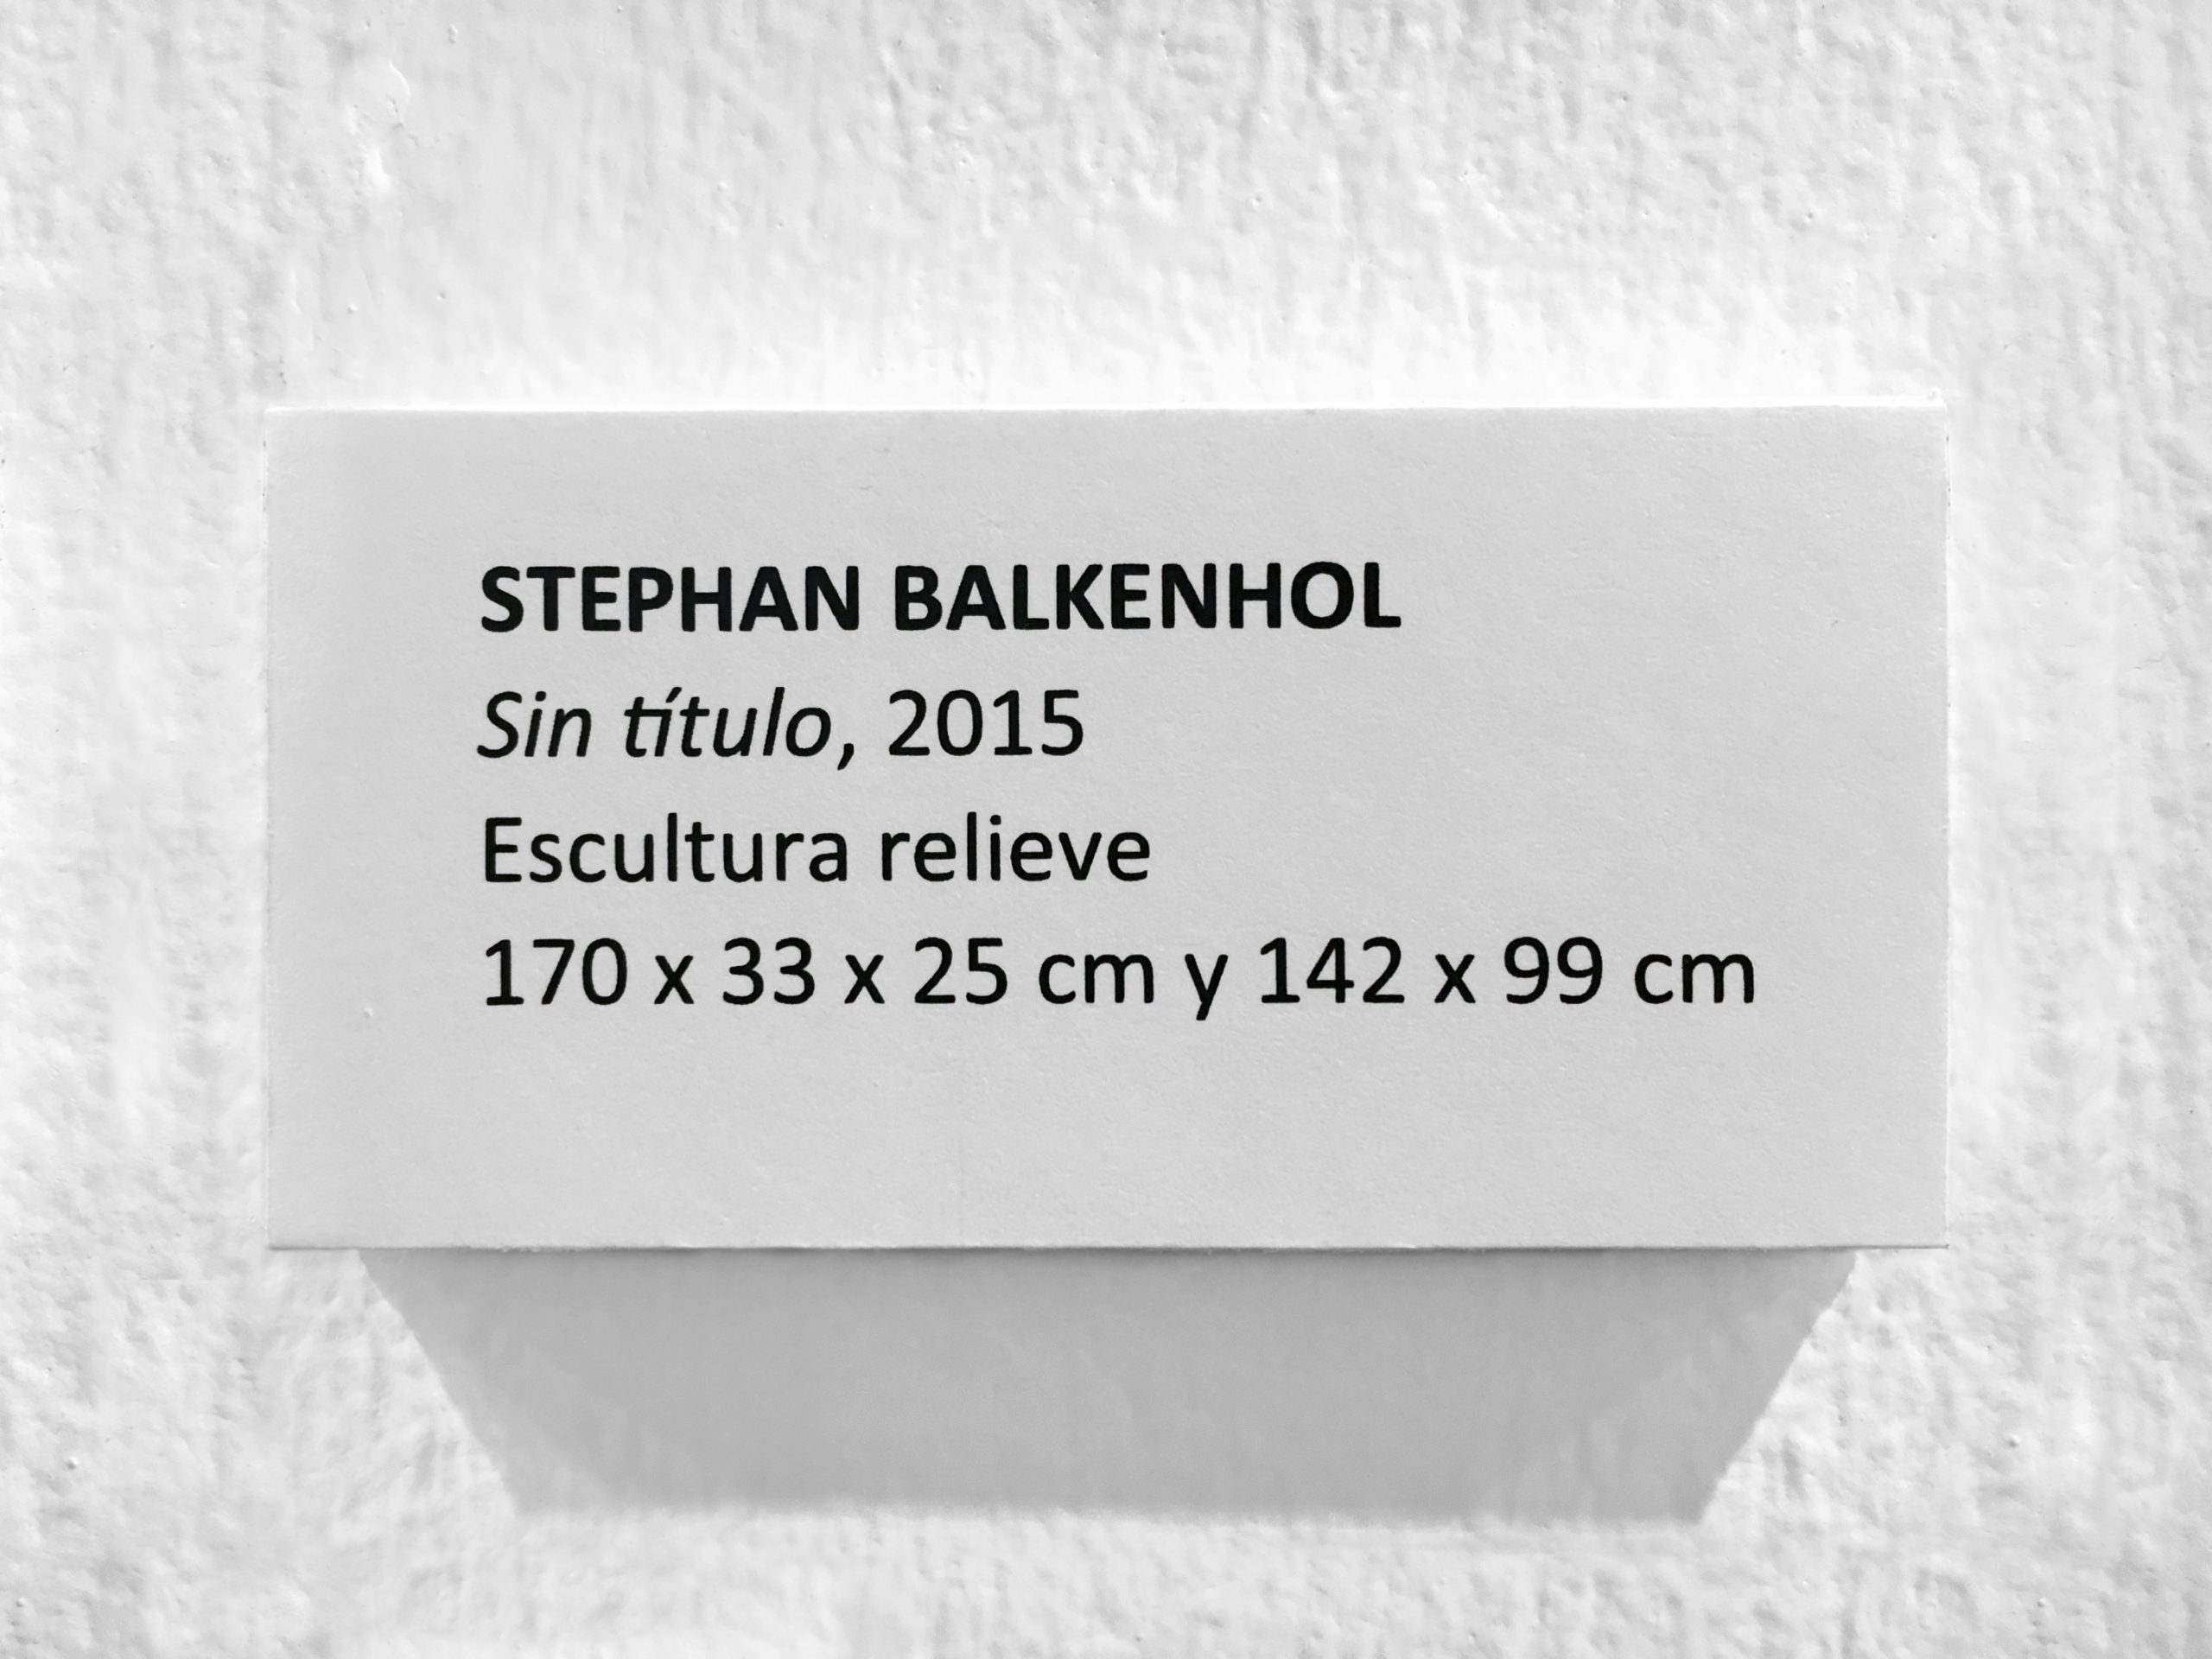 STEPHAN BALKENHOL
Sin título, 2015
Escultura relieve
170 x 33 x 25 cm y 142 x 99 cm